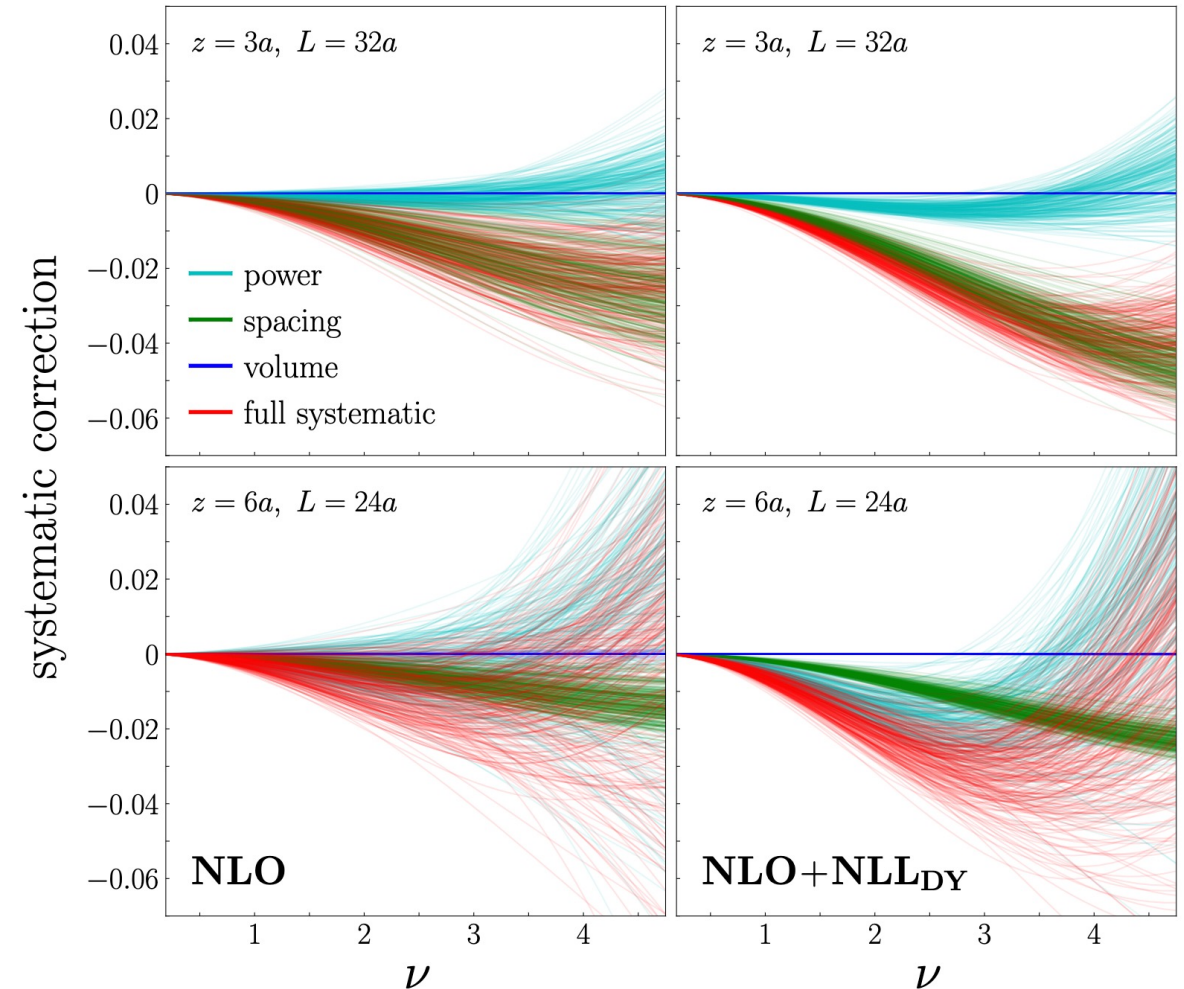 z = 3a, L = 32a
z = 3a, L = 32a
0.04
0.02
0
−0.02
−0.04
−0.06
power
spacing
volume
full systematic
systematic correction
z = 6a, L = 24a
z = 6a, L = 24a
0.04
0.02
0
−0.02
−0.04
−0.06
NLO
NLO+NLL_DY
1 2 3 4
1 2 3 4
ν
ν